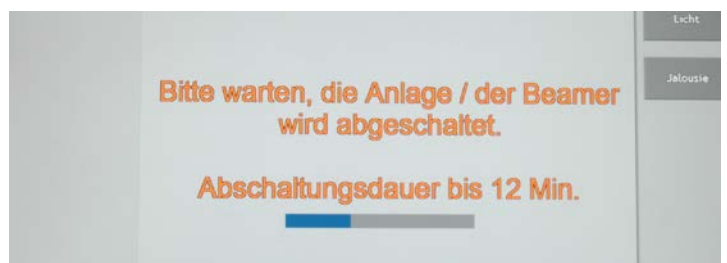 Licht
Jalousie
Bitte warten, die Anlage / der Beamer
wird abgeschaltet.
Abschaltungsdauer bis 12 Min.